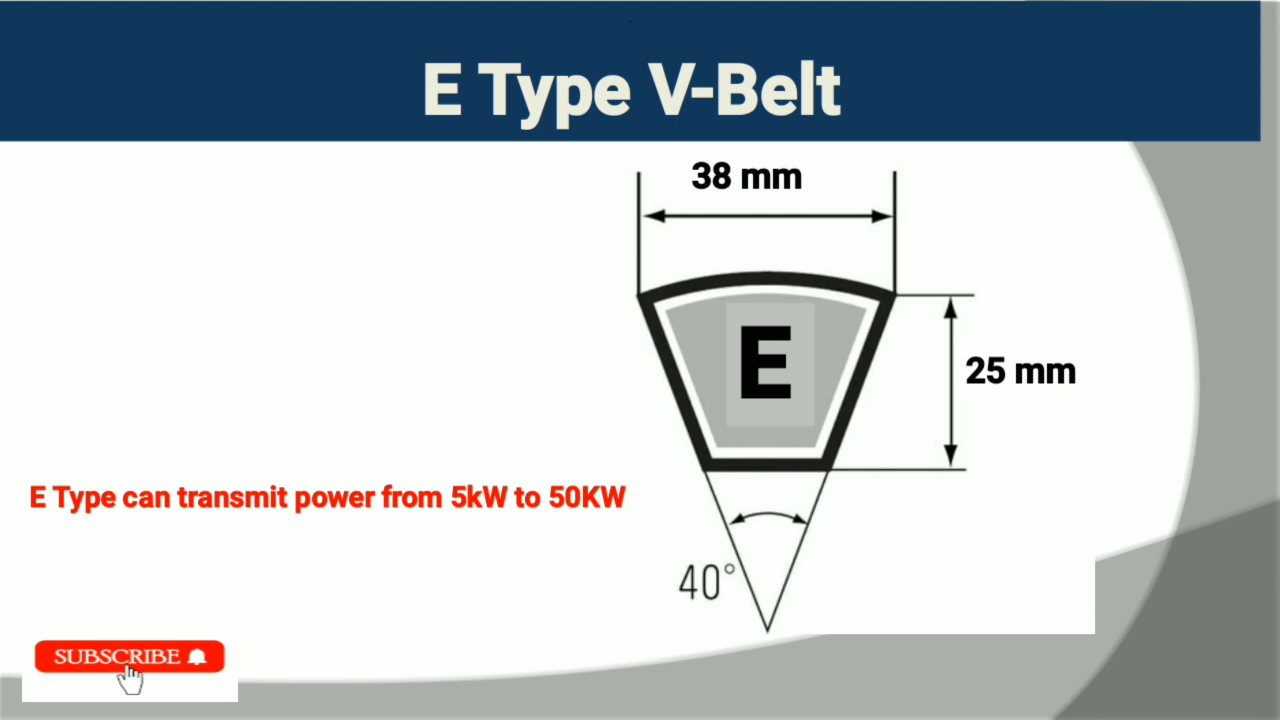 E Type V-Belt
38 mm
E
25 mm
E Type can transmit power from 5kW to 50KW
40°
SUBSCRIBE